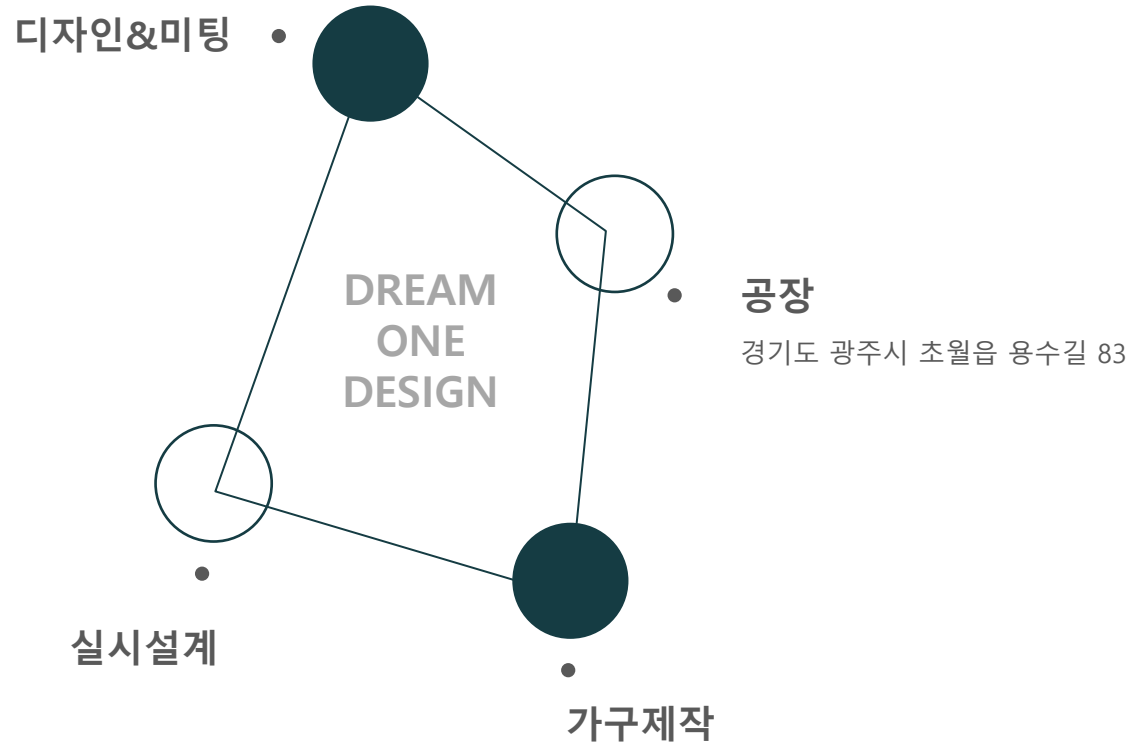 디자인&미팅
DREAM
ONE
DESIGN
공장
경기도 광주시 초월읍 용수길 83
실시설계
가구제작